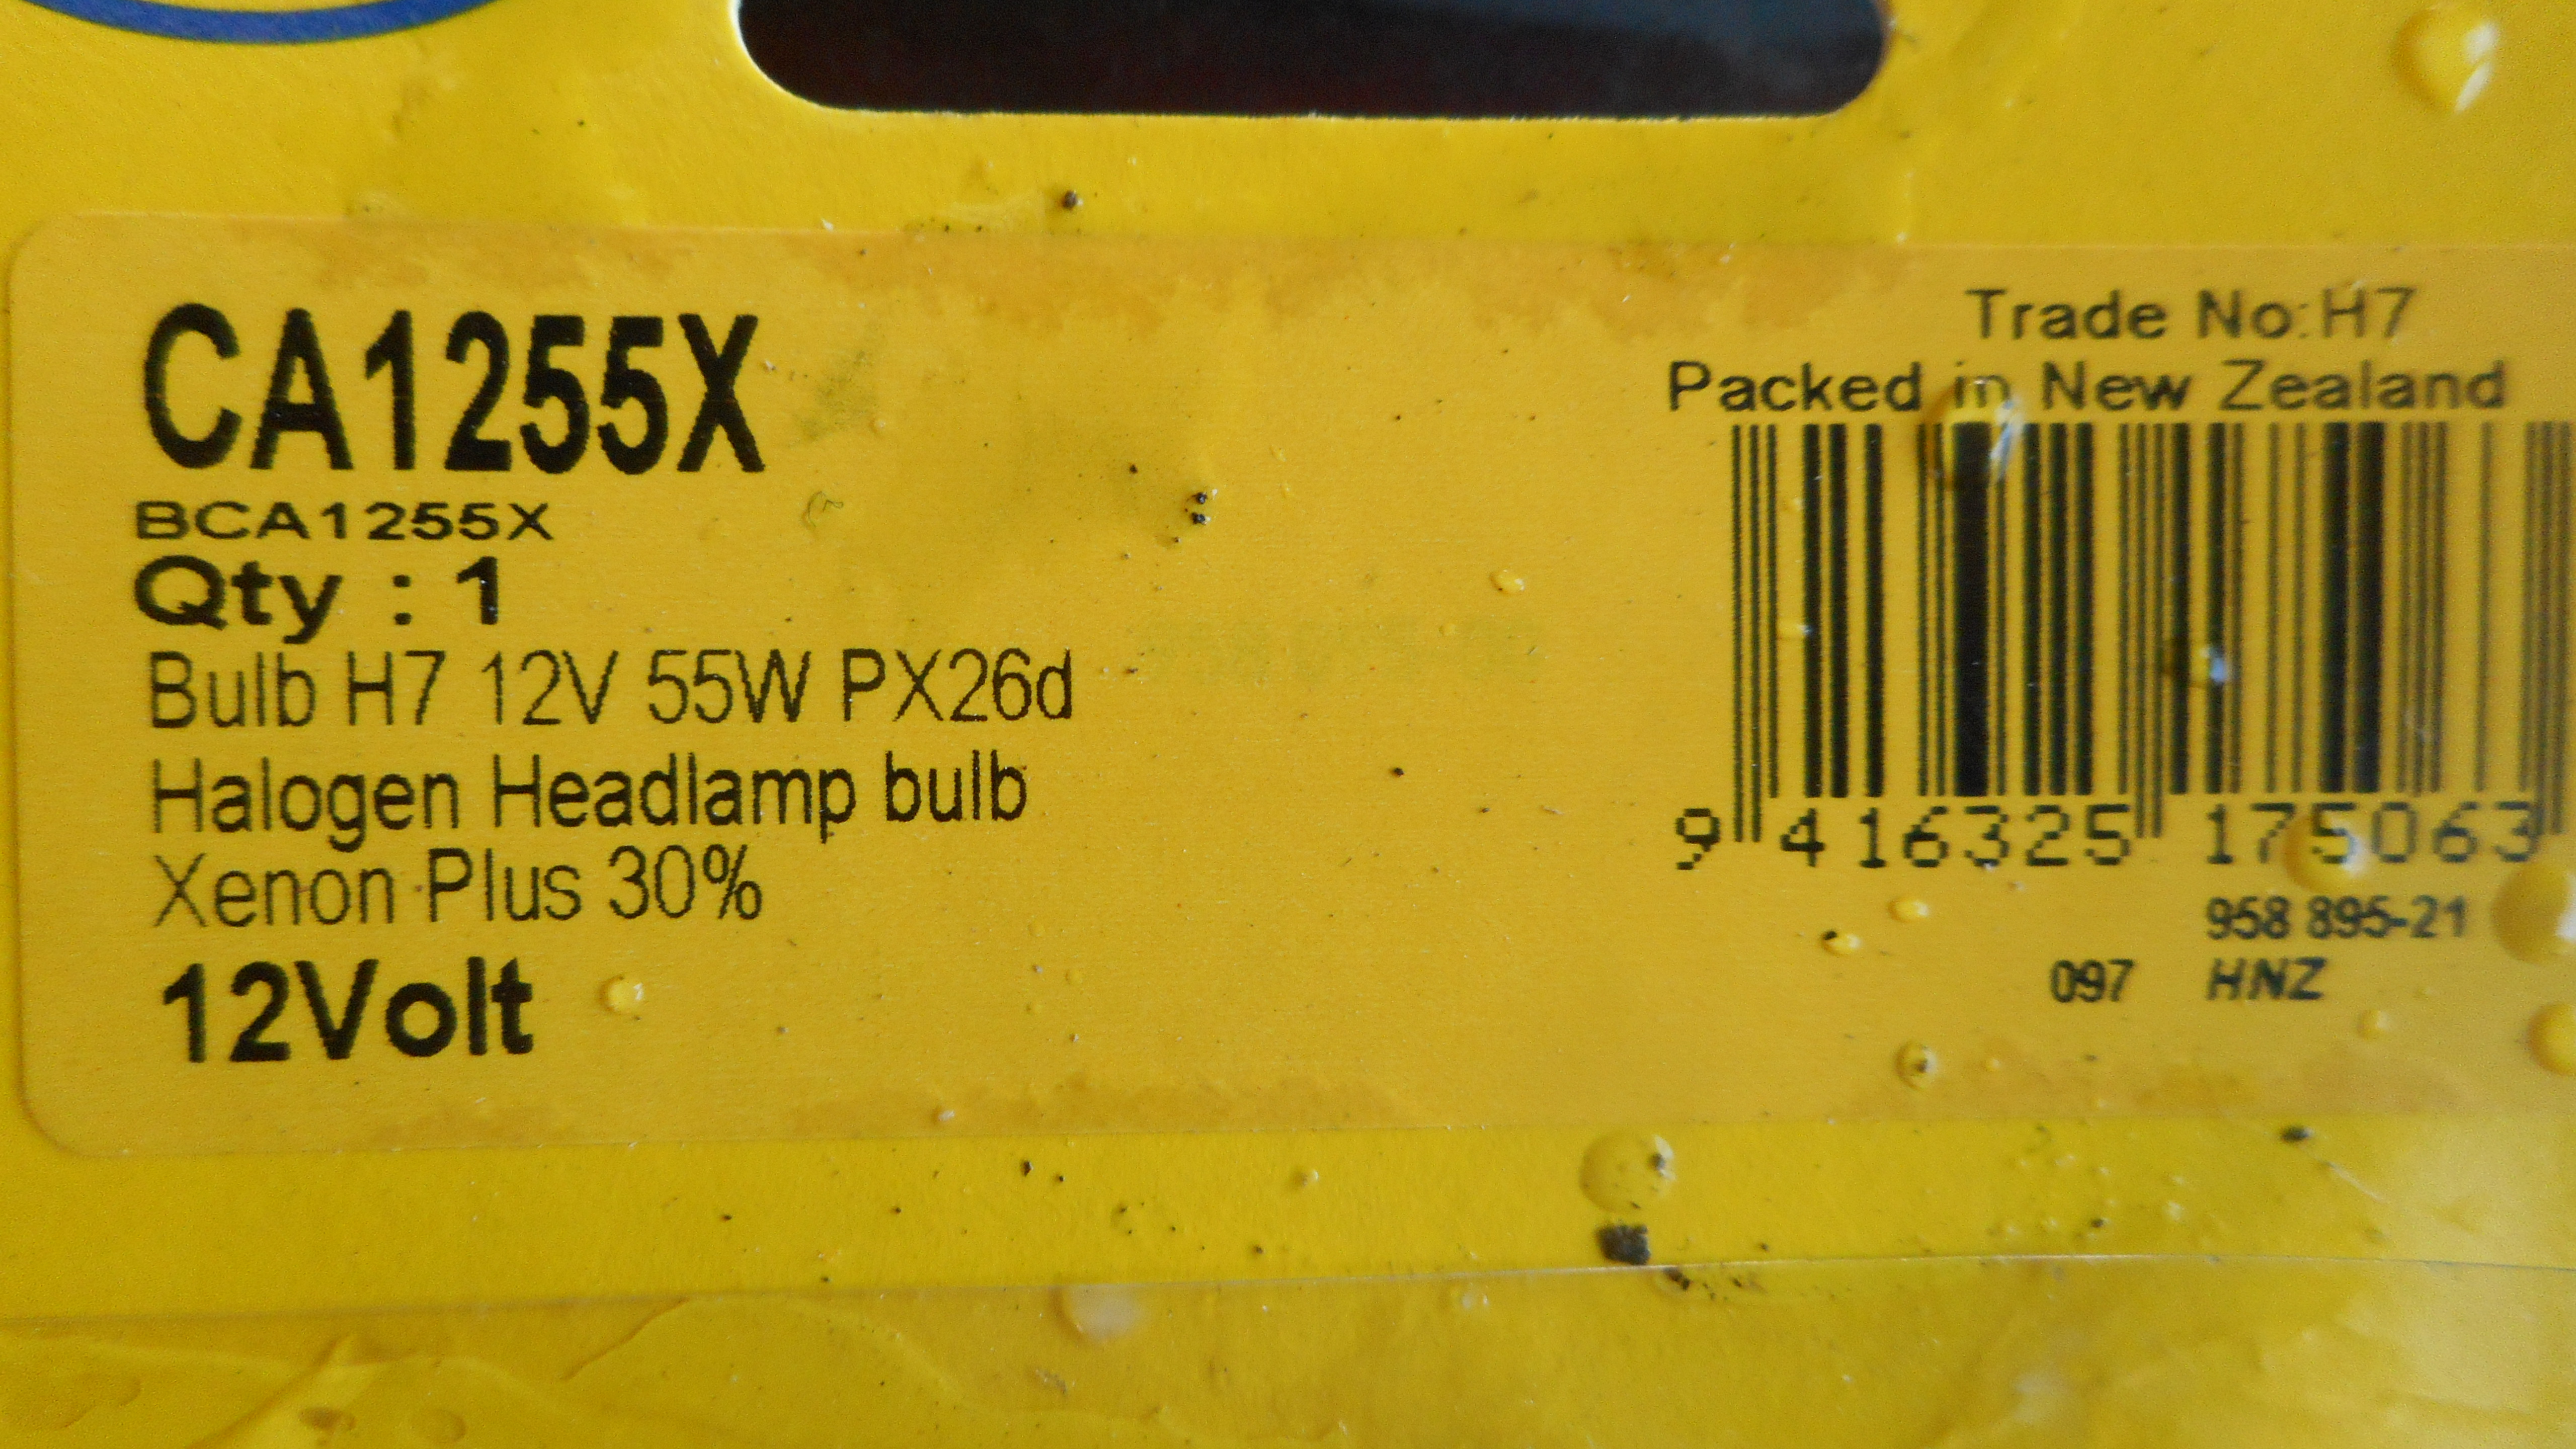 CA1255X
BCA1255X
Qty : 1
Bulb H7 12V 55W PX26d
Halogen Headlamp bulb
Xenon Plus 30%
12Volt
Trade No:H7
Packed in New Zealand
9 416325 175063
958 895-21
097 HNZ